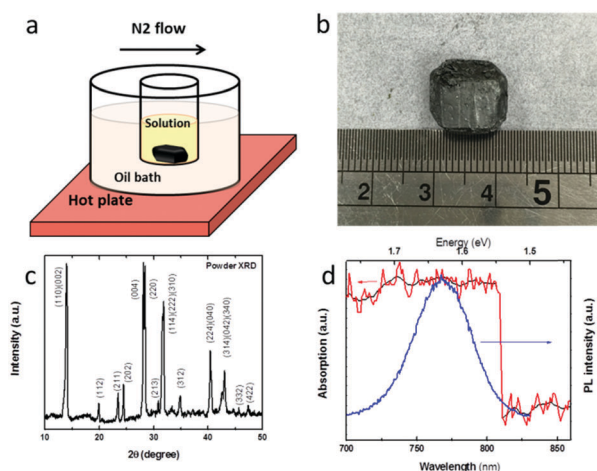 a
N2 flow
Solution
Oil bath
Hot plate
b
2 3 4 5
c
Powder XRD
Intensity (a.u.)
(110)(002)
(112)
(211)
(202)
(004)
(220)
(213)
(114)(222)(310)
(312)
(224)(040)
(314)(042)(340)
(332)
(422)
10 20 30 40 50
2θ (degree)
Energy (eV)
1.7 1.6 1.5
d
Absorption (a.u.)
PL intensity (a.u.)
700 750 800 850
Wavelength (nm)